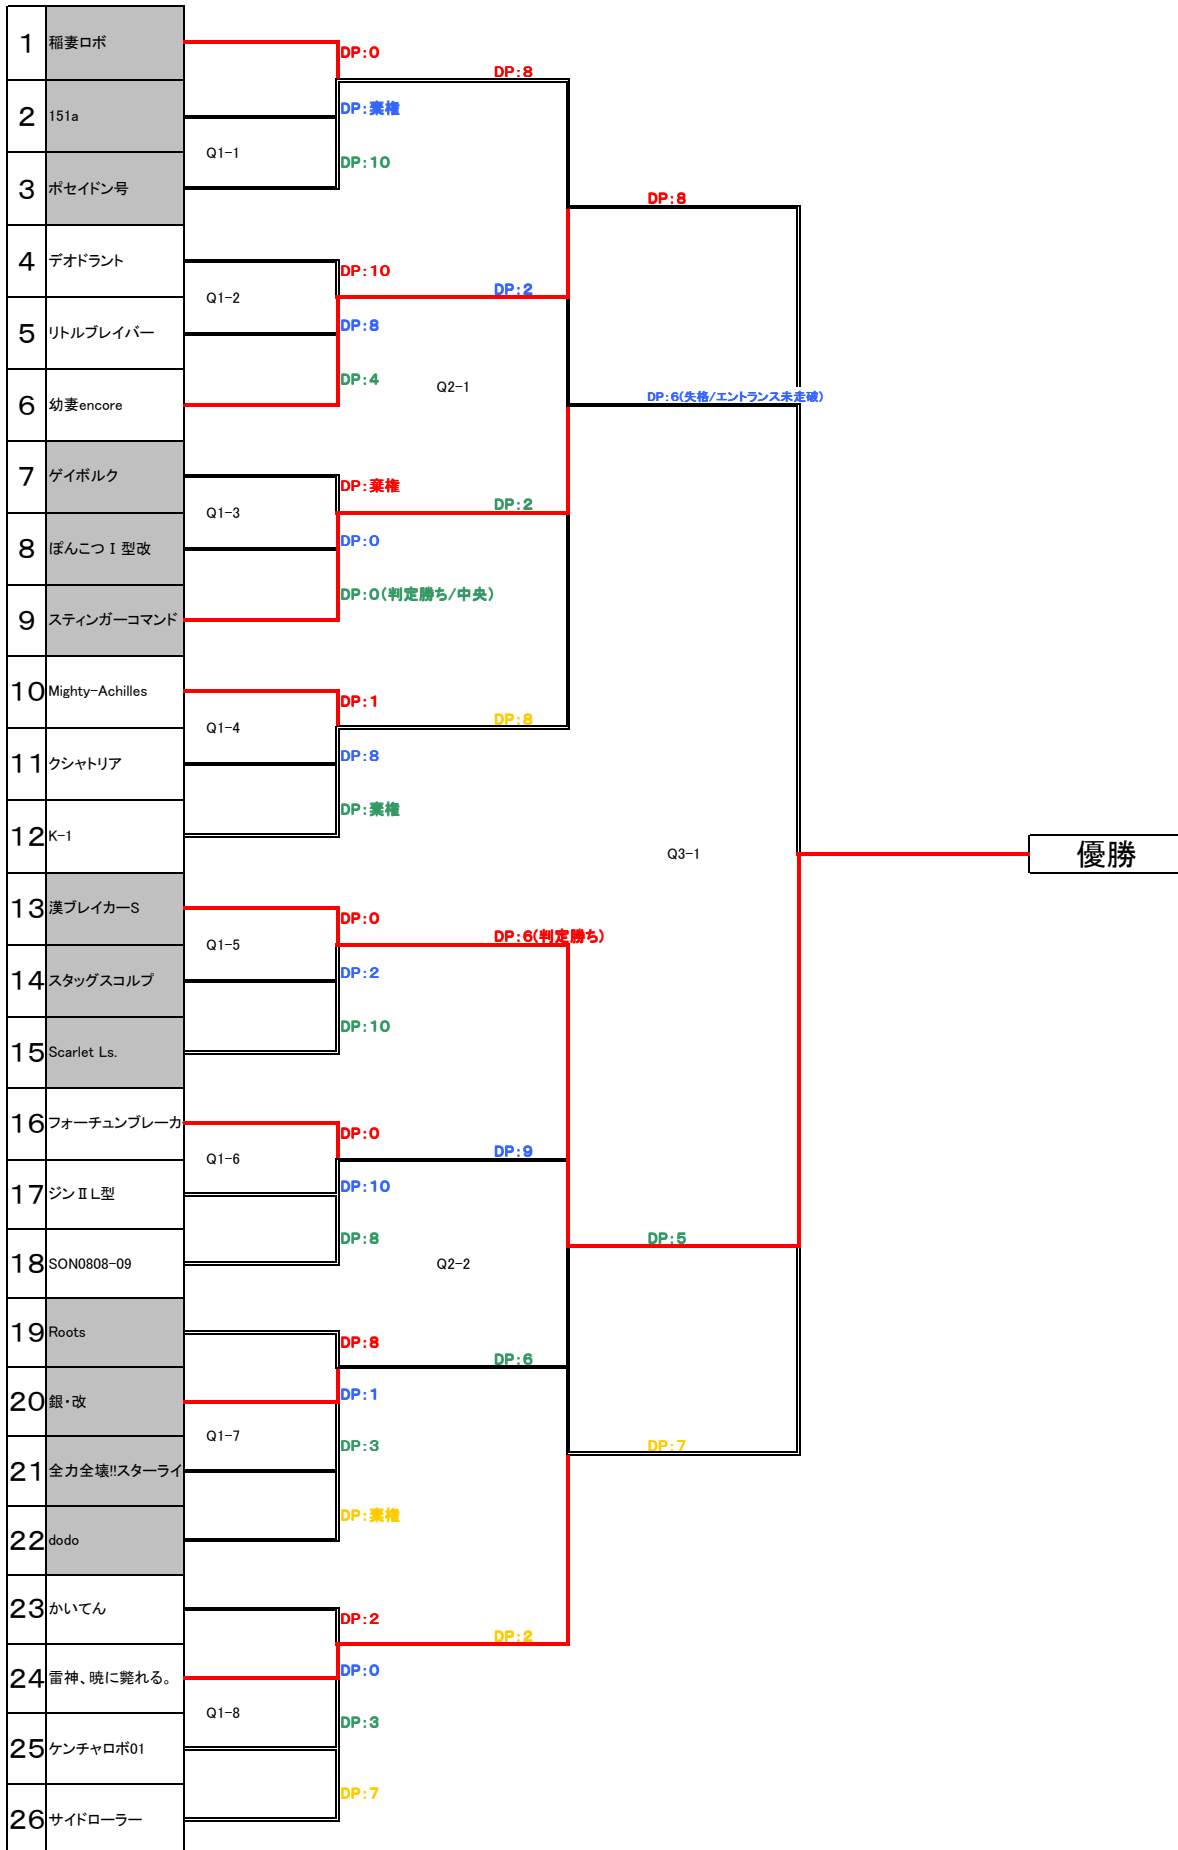 1 稲妻ロボ
DP:0
DP:8
2 151a
DP:棄権
Q1-1
DP:10
3 ポセイドン号
DP:8
4 デオドラント
DP:10
DP:2
Q1-2
5 リトルブレイバー
DP:8
DP:4
Q2-1
6 幼妻encore
DP:6(失格/エントランス未走破)
7 ゲイボルク
DP:棄権
DP:2
Q1-3
8 ぽんこつⅠ型改
DP:0
DP:0(判定勝ち/中央)
9 スティンガーコマンド
10 Mighty-Achilles
DP:1
DP:8
Q1-4
11 クシャトリア
DP:8
DP:棄権
12 K-1
Q3-1
優勝
13 漢ブレイカーS
DP:0
DP:6(判定勝ち)
Q1-5
14 スタッグスコルプ
DP:2
DP:10
15 Scarlet Ls.
16 フォーチュンブレーカ
DP:0
DP:9
Q1-6
17 ジンⅡL型
DP:10
DP:8
DP:5
18 SON0808-09
Q2-2
19 Roots
DP:8
DP:6
20 銀・改
DP:1
Q1-7
DP:3
DP:7
21 全力全壊!!スターライ
DP:棄権
22 dodo
23 かいてん
DP:2
DP:2
24 雷神、暁に斃れる。
DP:0
Q1-8
DP:3
25 ケンチャロボ01
DP:7
26 サイドローラー